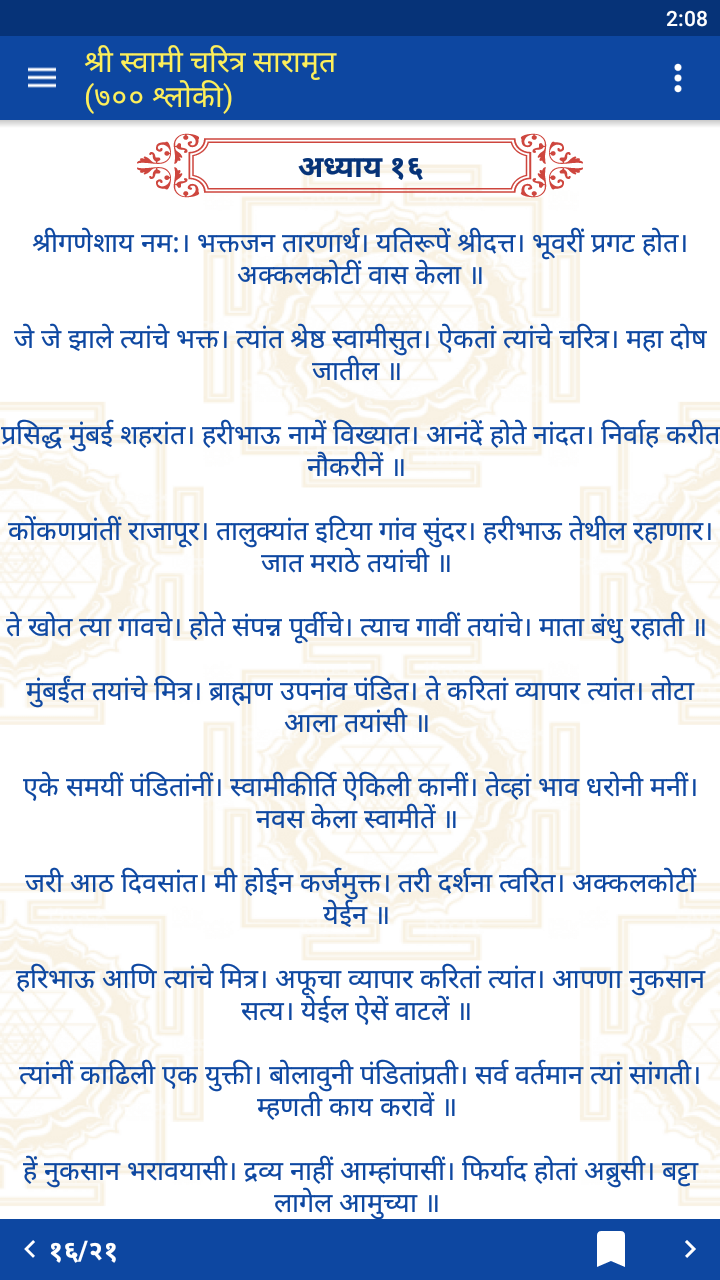 2:08
श्री स्वामी चरित्र सारामृत
(७०० श्लोकी)
अध्याय १६
श्रीगणेशाय नम:। भक्तजन तारणार्थ। यतिरूपें श्रीदत्त। भूवरीं प्रगट होत।
अक्कलकोटीं वास केला ॥
जे जे झाले त्यांचे भक्त। त्यांत श्रेष्ठ स्वामीसुत। ऐकतां त्यांचे चरित्र। महा दोष
जातील ॥
प्रसिद्ध मुंबई शहरांत। हरीभाऊ नामें विख्यात। आनंदें होते नांदत। निर्वाह करीत
नौकरीनें ॥
कोंकणप्रांतीं राजापूर। तालुक्यांत इटिया गांव सुंदर। हरीभाऊ तेथील रहाणार।
जात मराठे तयांची ॥
ते खोत त्या गावचे। होते संपन्न पूर्वीचे। त्याच गावीं तयांचे। माता बंधु रहाती ॥
मुंबईंत तयांचे मित्र। ब्राह्मण उपनांव पंडित। ते करितां व्यापार त्यांत। तोटा
आला तयांसी ॥
एके समयीं पंडितांनीं। स्वामीकीर्ति ऐकिली कानीं। तेव्हां भाव धरोनी मनीं।
नवस केला स्वामीतें ॥
जरी आठ दिवसांत। मी होईन कर्जमुक्त। तरी दर्शना त्वरित। अक्कलकोटीं
येईन ॥
हरिभाऊ आणि त्यांचे मित्र। अफूचा व्यापार करितां त्यांत। आपणा नुकसान
सत्य। येईल ऐसें वाटलें ॥
त्यांनीं काढिली एक युक्ती। बोलावुनी पंडितांप्रती। सर्व वर्तमान त्यां सांगती।
म्हणती काय करावें ॥
हें नुकसान भरावयासी। द्रव्य नाहीं आम्हांपासीं। फिर्याद होतां अब्रुसी। बट्टा
लागेल आमुच्या ॥
१६/२१